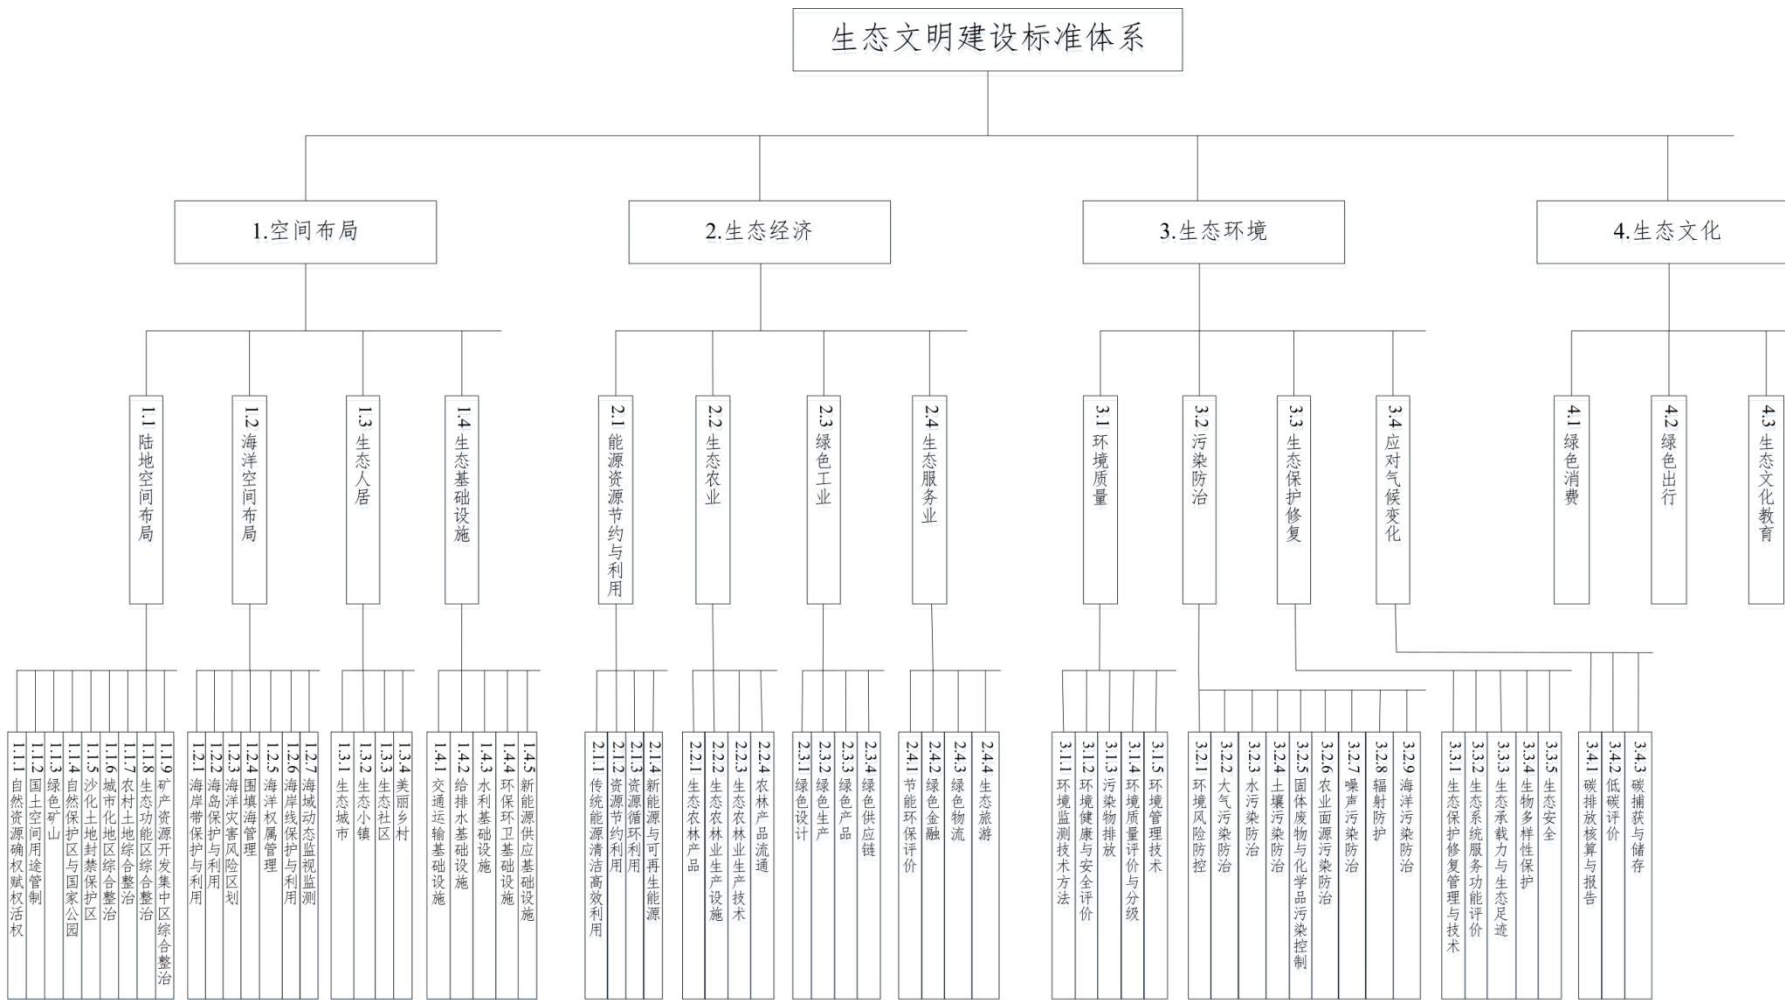 生态文明建设标准体系
1.空间布局
2.生态经济
3.生态环境
4.生态文化
1.1 陆地空间布局
1.2 海洋空间布局
1.3 生态人居
1.4 生态基础设施
2.1 能源资源节约与利用
2.2 生态农业
2.3 绿色工业
2.4 生态服务业
3.1 环境质量
3.2 污染防治
3.3 生态保护修复
3.4 应对气候变化
4.1 绿色消费
4.2 绿色出行
4.3 生态文化教育
1.1.1 自然资源确权赋权活权
1.1.2 国土空间用途管制
1.1.3 绿色矿山
1.1.4 自然保护区与国家公园
1.1.5 沙化土地封禁保护区
1.1.6 城市化地区综合整治
1.1.7 农村土地综合整治
1.1.8 生态功能区综合整治
1.1.9 矿产资源开发集中区综合整治
1.2.1 海岸带保护与利用
1.2.2 海岛保护与利用
1.2.3 海洋灾害风险区划
1.2.4 围填海管理
1.2.5 海洋权属管理
1.2.6 海岸线保护与利用
1.2.7 海域动态监视监测
1.3.1 生态城市
1.3.2 生态小镇
1.3.3 生态社区
1.3.4 美丽乡村
1.4.1 交通运输基础设施
1.4.2 给排水基础设施
1.4.3 水利基础设施
1.4.4 环保环卫基础设施
1.4.5 新能源供应基础设施
2.1.1 传统能源清洁高效利用
2.1.2 资源节约利用
2.1.3 资源循环利用
2.1.4 新能源与可再生能源
2.2.1 生态农林产品
2.2.2 生态农林业生产设施
2.2.3 生态农林业生产技术
2.2.4 农林产品流通
2.3.1 绿色设计
2.3.2 绿色生产
2.3.3 绿色产品
2.3.4 绿色供应链
2.4.1 节能环保评价
2.4.2 绿色金融
2.4.3 绿色物流
2.4.4 生态旅游
3.1.1 环境监测技术方法
3.1.2 环境健康与安全评价
3.1.3 污染物排放
3.1.4 环境质量评价与分级
3.1.5 环境管理技术
3.2.1 环境风险防控
3.2.2 大气污染防治
3.2.3 水污染防治
3.2.4 土壤污染防治
3.2.5 固体废物与化学品污染控制
3.2.6 农业面源污染防治
3.2.7 噪声污染防治
3.2.8 辐射防护
3.2.9 海洋污染防治
3.3.1 生态保护修复管理与技术
3.3.2 生态系统服务功能评价
3.3.3 生态承载力与生态足迹
3.3.4 生物多样性保护
3.3.5 生态安全
3.4.1 碳排放核算与报告
3.4.2 低碳评价
3.4.3 碳捕获与储存